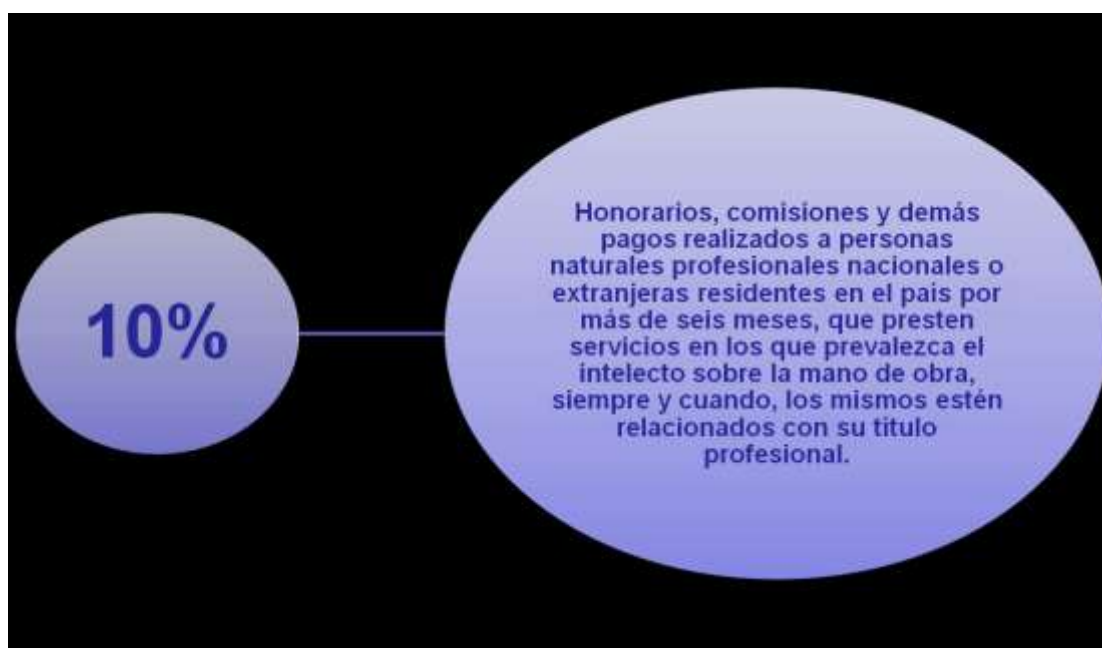 10%
Honorarios, comisiones y demás
pagos realizados a personas
naturales profesionales nacionales o
extranjeras residentes en el país por
más de seis meses, que presten
servicios en los que prevalezca el
intelecto sobre la mano de obra,
siempre y cuando, los mismos estén
relacionados con su titulo
profesional.